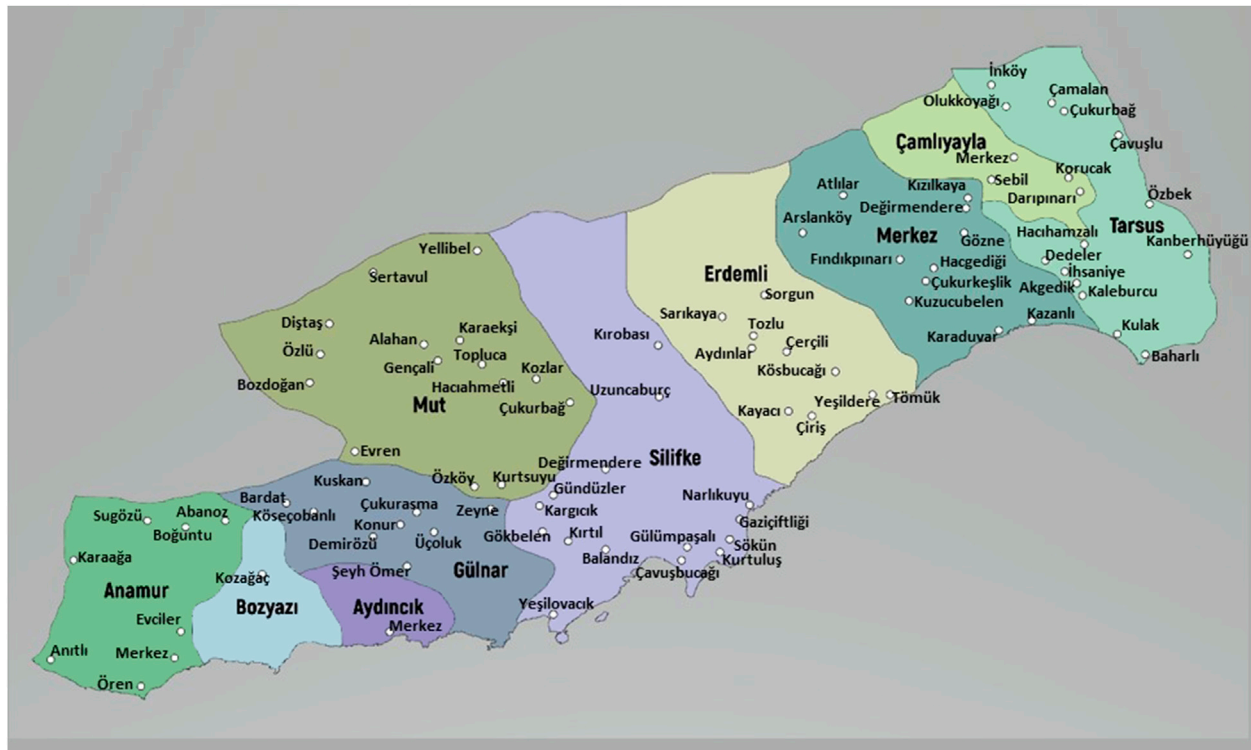 İnköy
Olukkoyağı
Çamalan
Çukurbağ
Çavuşlu
Çamlıyayla
Merkez
Korucak
Sebil
Darıpınarı
Özbek
Tarsus
Hacıhamzalı
Kanberhüyüğü
Dedeler
İhsaniye
Akgedik
Kaleburcu
Kulak
Baharlı
Atlılar
Kızılkaya
Değirmendere
Arslanköy
Merkez
Gözne
Fındıkpınarı
Hacgediği
Çukurkeşlik
Kuzucubelen
Kazanlı
Karaduvar
Erdemli
Sorgun
Sarıkaya
Tozlu
Aydınlar
Çerçili
Kösbucağı
Kayacı
Yeşildere
Tömük
Çiriş
Yellibel
Sertavul
Diştaş
Özlü
Alahan
Karaekşi
Gençali
Topluca
Bozdoğan
Hacıahmetli
Kozlar
Mut
Çukurbağ
Evren
Özköy
Kurtsuyu
Kırobası
Uzuncaburç
Silifke
Değirmendere
Gündüzler
Kargıcık
Narlıkuyu
Gökbelen
Kırtıl
Gülümpaşalı
Gaziçiftliği
Balandız
Sökün
Kurtuluş
Çavuşbucağı
Yeşilovacık
Kuskan
Bardat
Köseçobanlı
Çukurasma
Zeyne
Konur
Demirözü
Üçoluk
Şeyh Ömer
Gülnar
Aydıncık
Merkez
Kozağaç
Bozyazı
Sugözü
Abanoz
Boğuntu
Karaağa
Anamur
Evciler
Anıtlı
Merkez
Ören